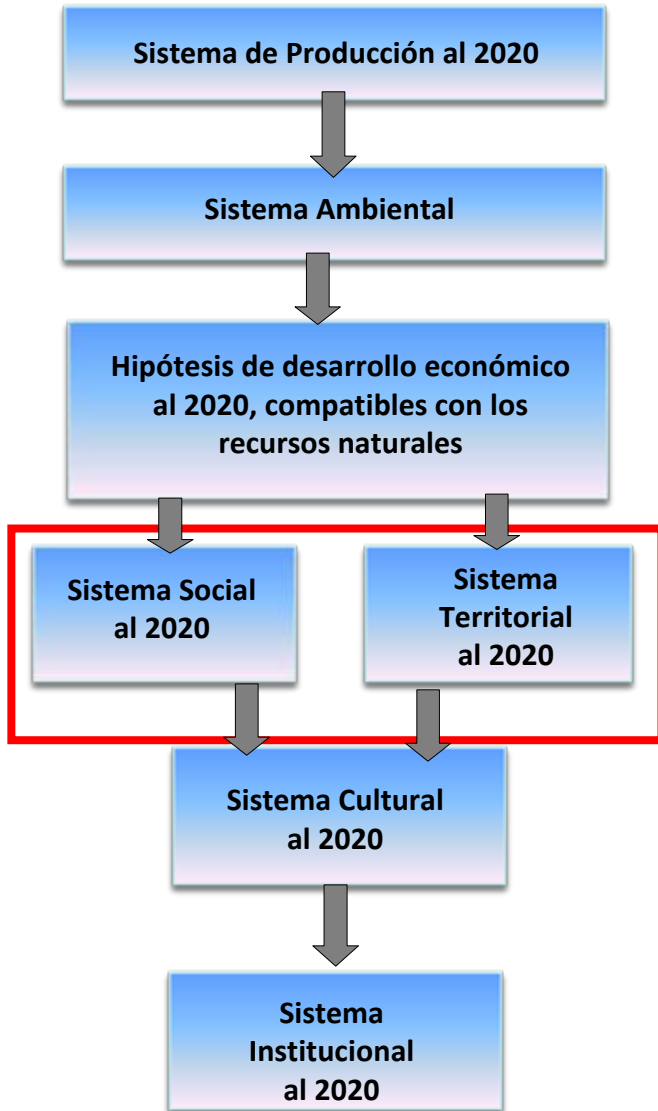 Sistema de Producción al 2020
Sistema Ambiental
Hipótesis de desarrollo económico
al 2020, compatibles con los
recursos naturales
Sistema Social
al 2020
Sistema
Territorial
al 2020
Sistema Cultural
al 2020
Sistema
Institucional
al 2020